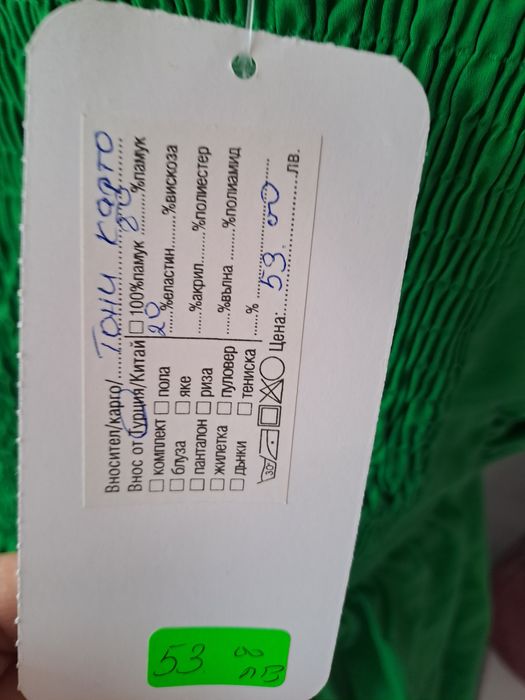 Вносител/карго/ Тони карго
Внос от Турция/Китай ☐ 100%памук 80 %памук
☐ комплект ☐ пола 20 %еластин ......%вискоза
☐ блуза ☐ яке ......%акрил ......%полиестер
☐ панталон ☐ риза ......%вълна ......%полиамид
☐ жилетка ☐ пуловер ......%
☐ дънки ☐ тениска Цена: 53.00 лв.
30°
53 00
лв